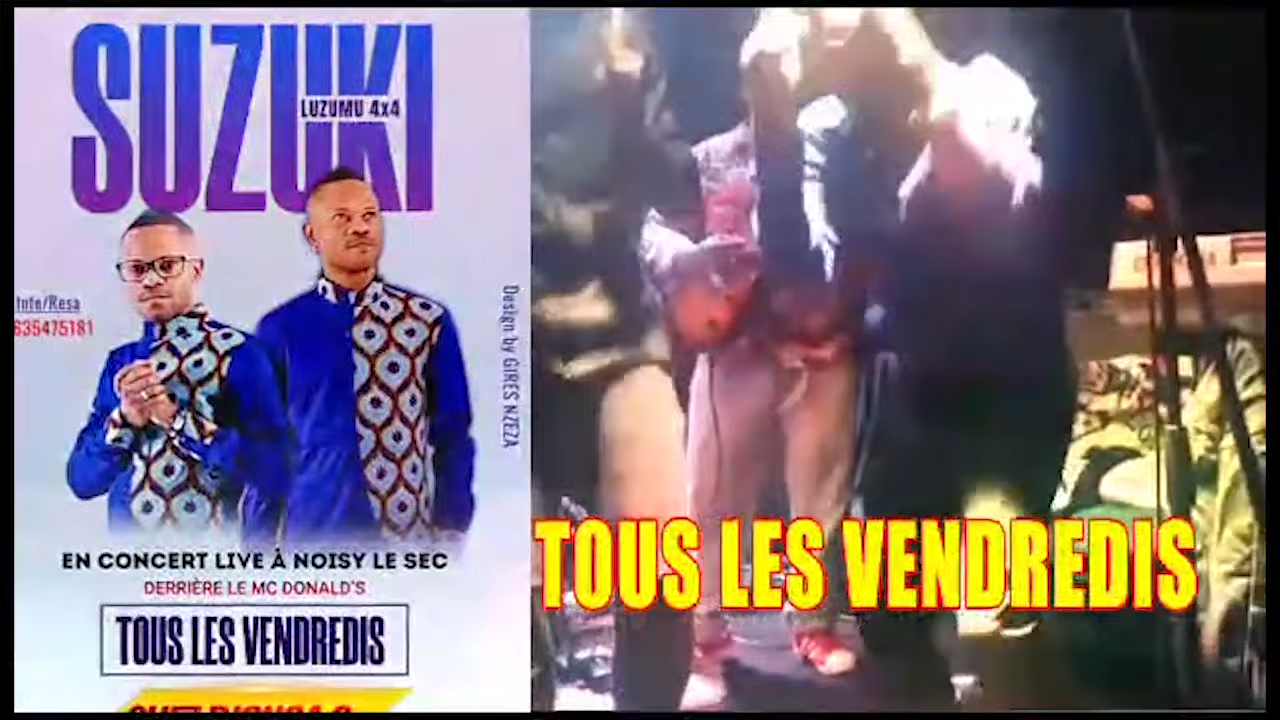 SUZUKI
LUZUMU 4x4
Info/Resa
635475181
Design by GIRES NZEZA
EN CONCERT LIVE À NOISY LE SEC
DERRIÈRE LE MC DONALD'S
TOUS LES VENDREDIS
TOUS LES VENDREDIS